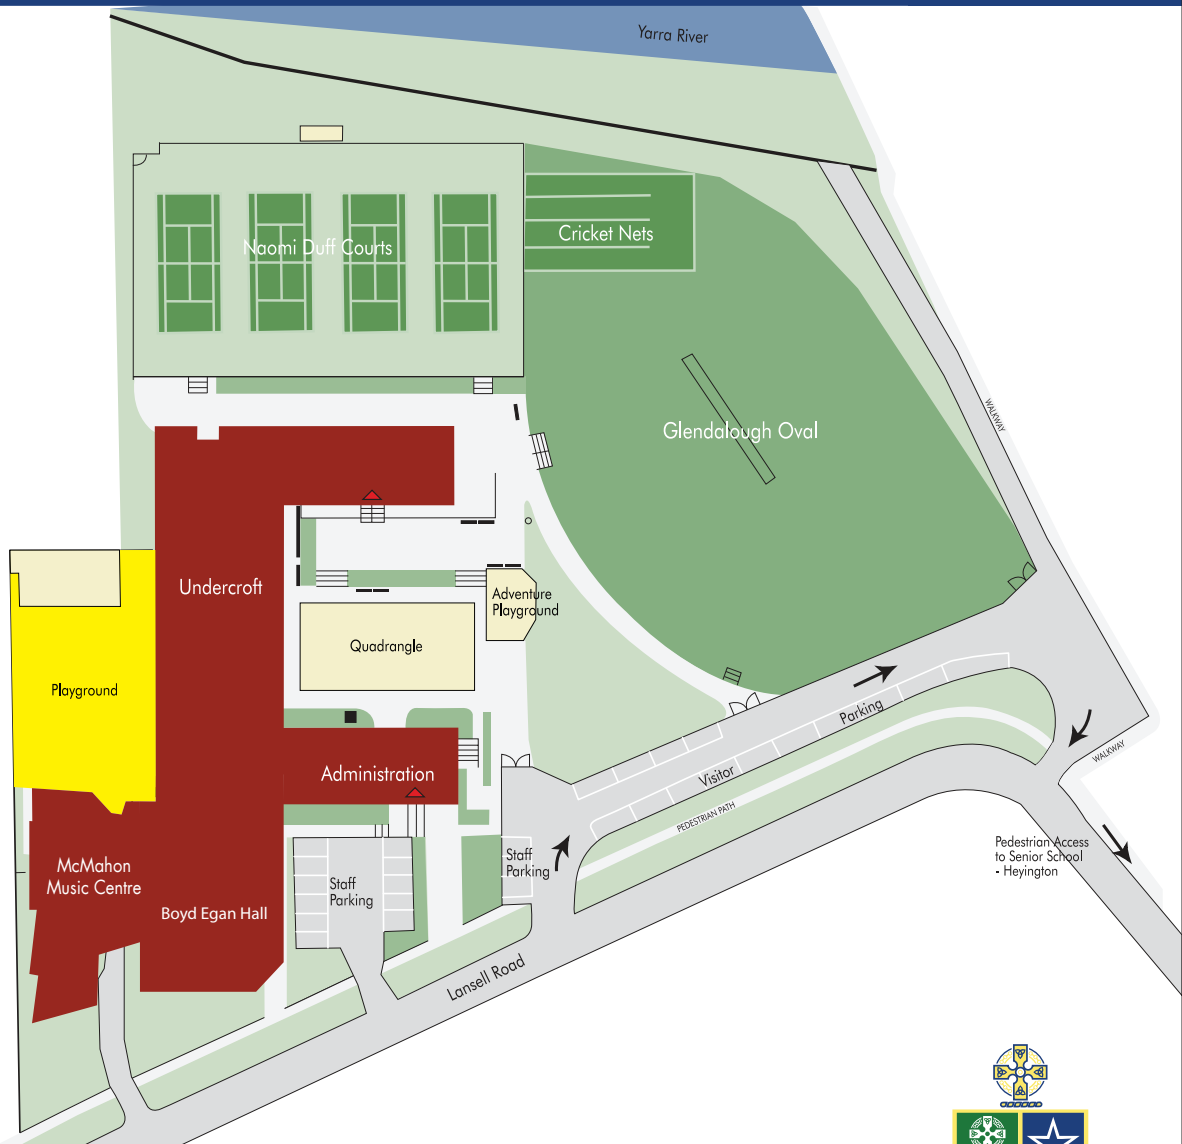 Yarra River
Naomi Duff Courts
Cricket Nets
WALKWAY
Glendalough Oval
Undercroft
Adventure
Playground
Quadrangle
Playground
Parking
Visitor
WALKWAY
Administration
PEDESTRIAN PATH
Pedestrian Access
to Senior School
- Heyington
Staff
Parking
McMahon
Music Centre
Staff
Parking
Boyd Egan Hall
Lansell Road